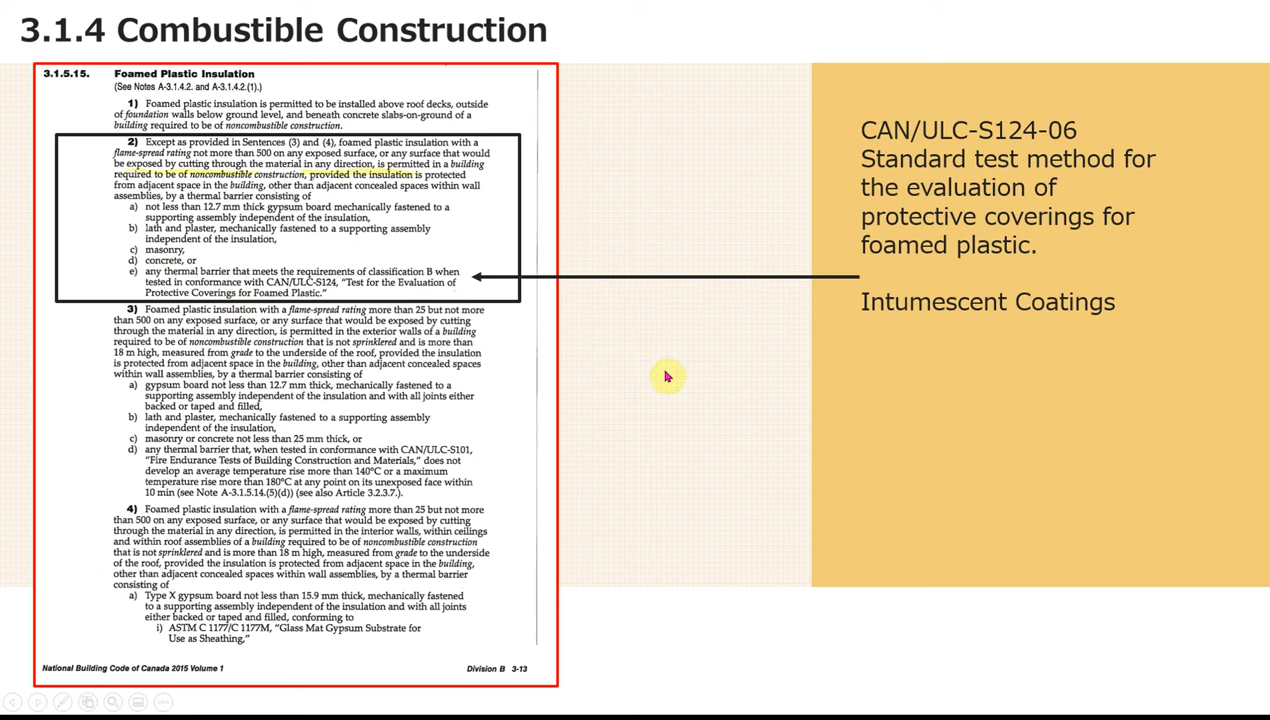 3.1.4 Combustible Construction
3.1.5.15. Foamed Plastic Insulation
(See Notes A-3.1.4.2. and A-3.1.4.2.(1).)
1) Foamed plastic insulation is permitted to be installed above roof decks, outside
of foundation walls below ground level, and beneath concrete slabs-on-ground of a
building required to be of noncombustible construction.
2) Except as provided in Sentences (3) and (4), foamed plastic insulation with a
flame-spread rating not more than 500 on any exposed surface, or any surface that would
be exposed by cutting through the material in any direction, is permitted in a building
required to be of noncombustible construction, provided the insulation is protected
from adjacent space in the building, other than adjacent concealed spaces within wall
assemblies, by a thermal barrier consisting of
a) not less than 12.7 mm thick gypsum board mechanically fastened to a
supporting assembly independent of the insulation,
b) lath and plaster, mechanically fastened to a supporting assembly
independent of the insulation,
c) masonry,
d) concrete, or
e) any thermal barrier that meets the requirements of classification B when
tested in conformance with CAN/ULC-S124, “Test for the Evaluation of
Protective Coverings for Foamed Plastic.”
3) Foamed plastic insulation with a flame-spread rating more than 25 but not more
than 500 on any exposed surface, or any surface that would be exposed by cutting
through the material in any direction, is permitted in the exterior walls of a building
required to be of noncombustible construction that is not sprinklered and is more than
18 m high, measured from grade to the underside of the roof, provided the insulation
is protected from adjacent space in the building, other than adjacent concealed spaces
within wall assemblies, by a thermal barrier consisting of
a) gypsum board not less than 12.7 mm thick, mechanically fastened to a
supporting assembly independent of the insulation and with all joints either
backed or taped and filled,
b) lath and plaster, mechanically fastened to a supporting assembly
independent of the insulation,
c) masonry or concrete not less than 25 mm thick, or
d) any thermal barrier that, when tested in conformance with CAN/ULC-S101,
“Fire Endurance Tests of Building Construction and Materials,” does not
develop an average temperature rise more than 140°C or a maximum
temperature rise more than 180°C at any point on its unexposed face within
10 min (see Note A-3.1.5.14.(5)(d)) (see also Article 3.2.3.7.).
4) Foamed plastic insulation with a flame-spread rating more than 25 but not more
than 500 on any exposed surface, or any surface that would be exposed by cutting
through the material in any direction, is permitted in the interior walls, within ceilings
and within roof assemblies of a building required to be of noncombustible construction
that is not sprinklered and is more than 18 m high, measured from grade to the underside
of the roof, provided the insulation is protected from adjacent space in the building,
other than adjacent concealed spaces within wall assemblies, by a thermal barrier
consisting of
a) Type X gypsum board not less than 15.9 mm thick, mechanically fastened
to a supporting assembly independent of the insulation and with all joints
either backed or taped and filled, conforming to
i) ASTM C 1177/C 1177M, “Glass Mat Gypsum Substrate for
Use as Sheathing,”
National Building Code of Canada 2015 Volume 1
Division B 3-13
CAN/ULC-S124-06
Standard test method for
the evaluation of
protective coverings for
foamed plastic.
Intumescent Coatings